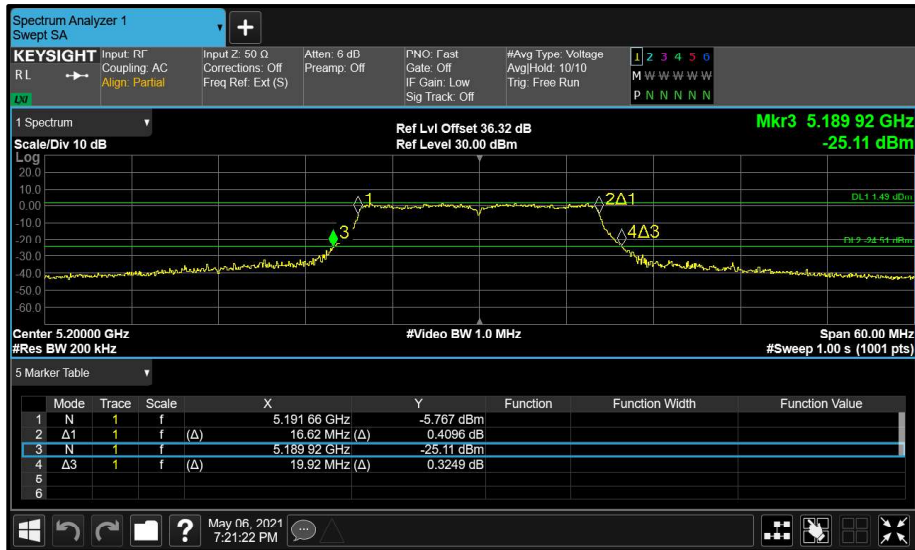 Spectrum Analyzer 1
Swept SA
+
KEYSIGHT Input: RF Input Z: 50 Ω Atten: 6 dB PNO: Fast #Avg Type: Voltage 1 2 3 4 5 6
RL Coupling: AC Corrections: Off Preamp: Off Gate: Off Avg|Hold: 10/10 M W W W W W
Align: Partial Freq Ref: Ext (S) IF Gain: Low Trig: Free Run
LXI Sig Track: Off P N N N N N
1 Spectrum Ref Lvl Offset 36.32 dB Mkr3 5.189 92 GHz
Scale/Div 10 dB Ref Level 30.00 dBm -25.11 dBm
Log
20.0
10.0
1 2Δ1 DL1 1.49 dBm
0.00
-10.0
3 4Δ3
-20.0 DL2 -24.51 dBm
-30.0
-40.0
-50.0
-60.0
Center 5.20000 GHz #Video BW 1.0 MHz Span 60.00 MHz
#Res BW 200 kHz #Sweep 1.00 s (1001 pts)
5 Marker Table
Mode Trace Scale X Y Function Function Width Function Value
1 N 1 f 5.191 66 GHz -5.767 dBm
2 Δ1 1 f (Δ) 16.62 MHz (Δ) 0.4096 dB
3 N 1 f 5.189 92 GHz -25.11 dBm
4 Δ3 1 f (Δ) 19.92 MHz (Δ) 0.3249 dB
5
6
? May 06, 2021
7:21:22 PM